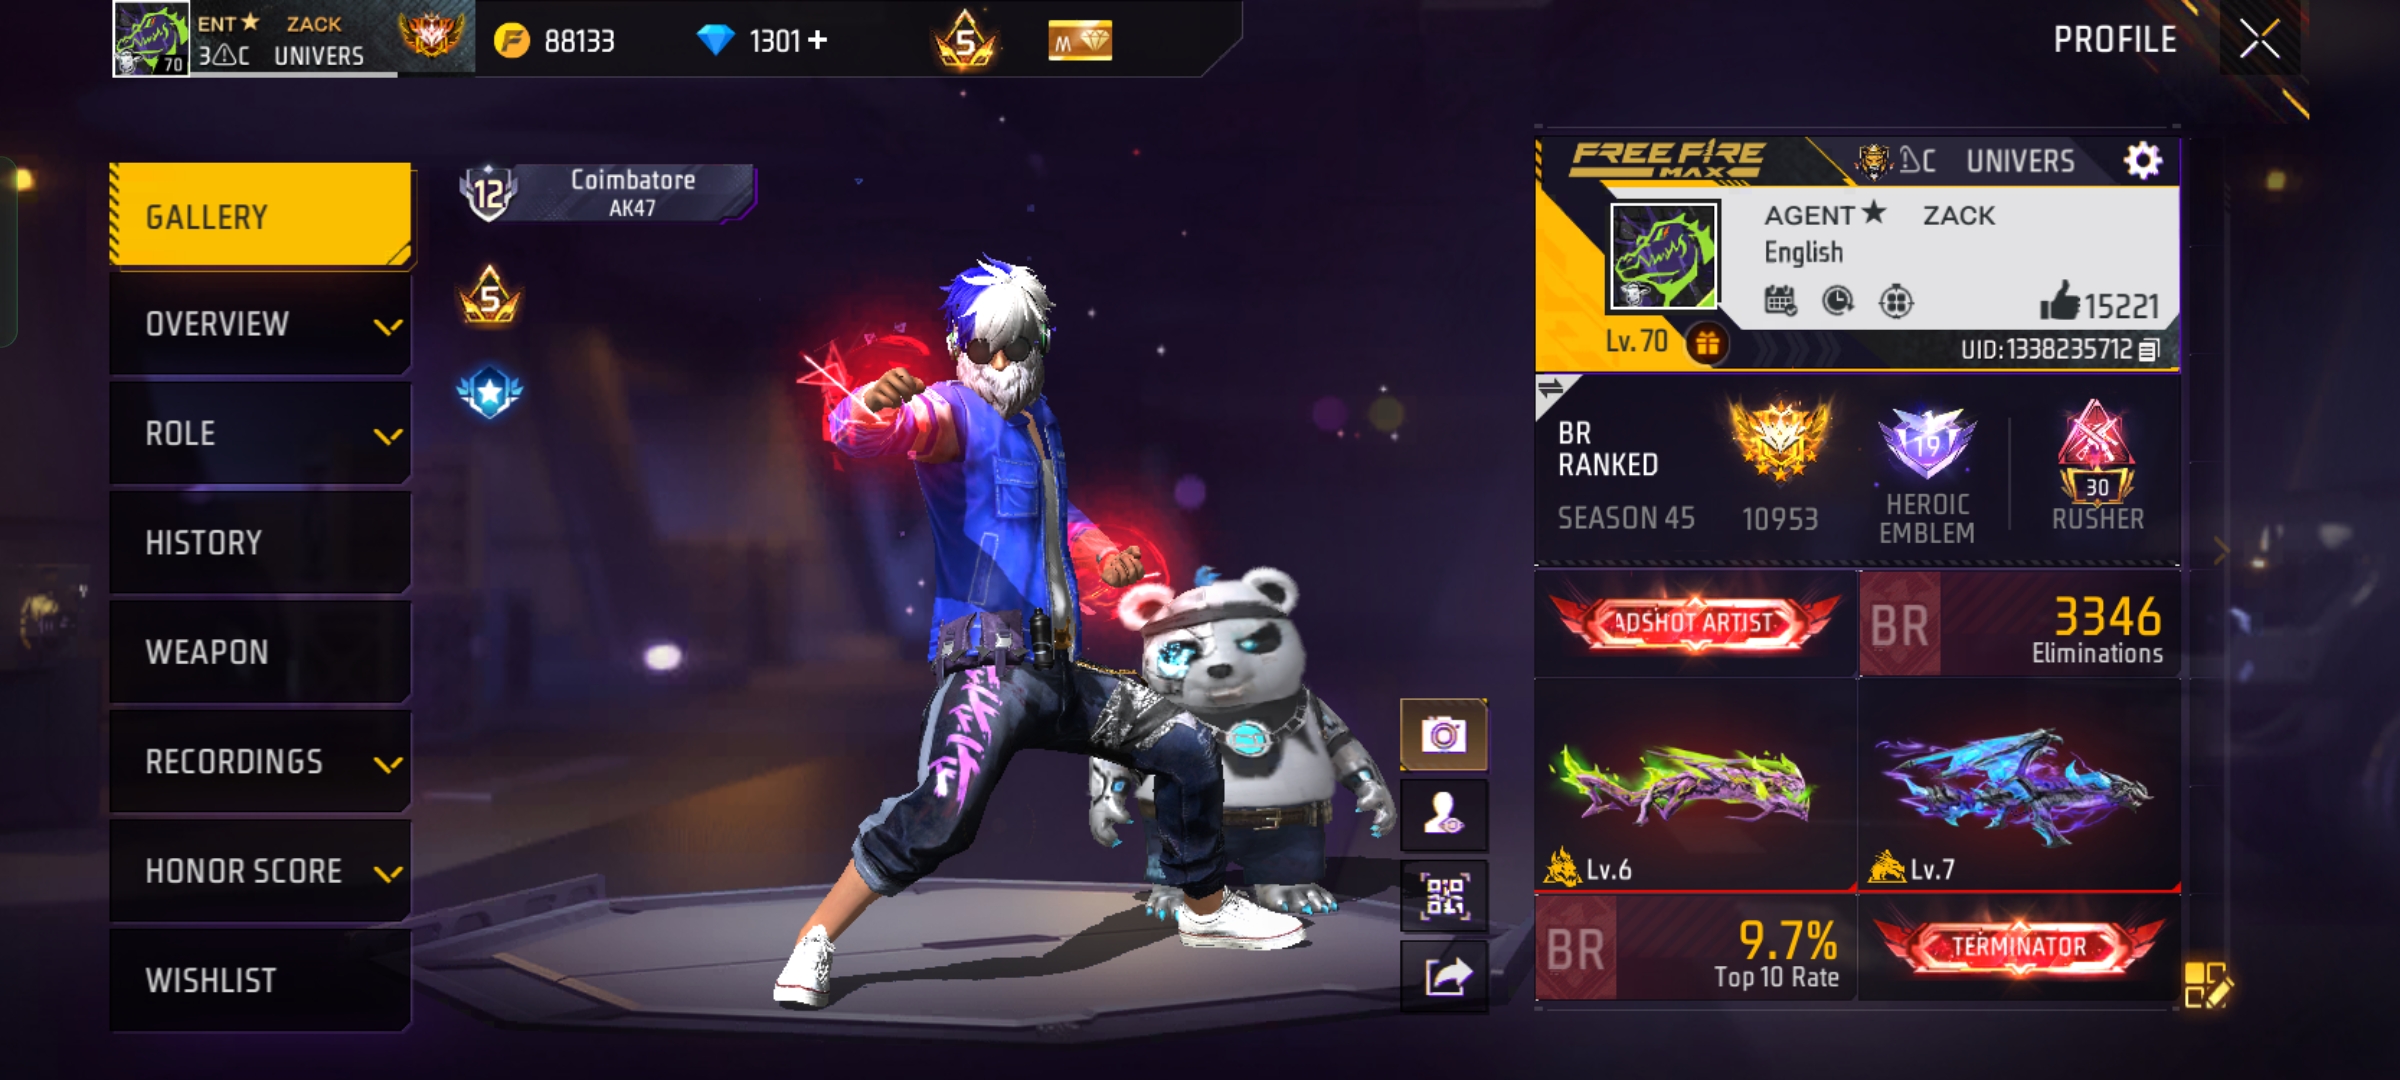 ENT★ ZACK
3⚠C UNIVERS
70
88133
1301 +
5
M
PROFILE
GALLERY
OVERVIEW
ROLE
HISTORY
WEAPON
RECORDINGS
HONOR SCORE
WISHLIST
12
Coimbatore
AK47
5
FREE FIRE
MAX
⚠C UNIVERS
AGENT★ ZACK
English
15221
Lv. 70
UID:1338235712
BR
RANKED
SEASON 45
10953
19
HEROIC
EMBLEM
30
RUSHER
ADSHOT ARTIST
BR
3346
Eliminations
Lv.6
Lv.7
BR
9.7%
Top 10 Rate
TERMINATOR